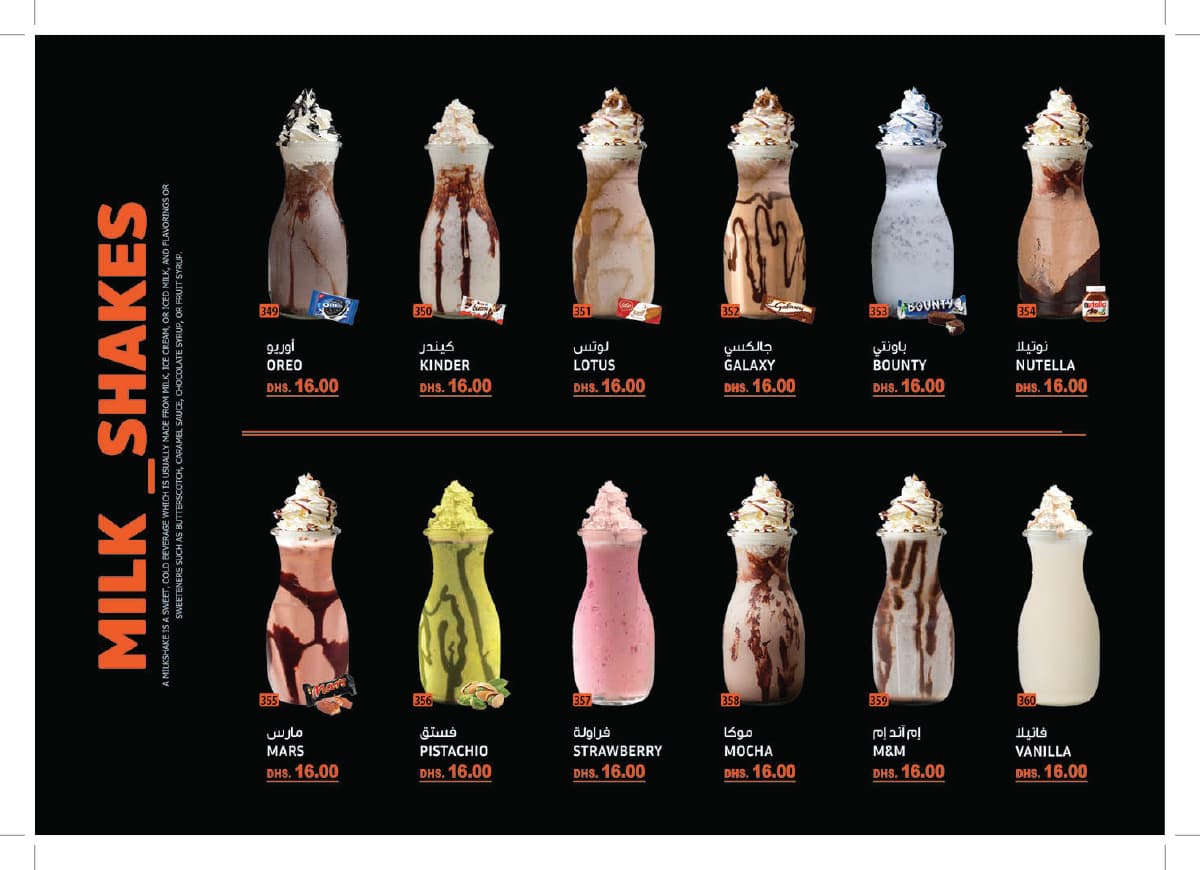 MILK_SHAKES
A MILKSHAKE IS A SWEET, COLD BEVERAGE WHICH IS USUALLY MADE FROM MILK, ICE CREAM, OR ICED MILK, AND FLAVORINGS OR
SWEETENERS SUCH AS BUTTERSCOTCH, CARAMEL SAUCE, CHOCOLATE SYRUP, OR FRUIT SYRUP.
349
OREO
أوريو
OREO
DHS. 16.00
350
كيندر
KINDER
DHS. 16.00
351
لوتس
LOTUS
DHS. 16.00
352
Galaxy
جالكسي
GALAXY
DHS. 16.00
353
BOUNTY
باونتي
BOUNTY
DHS. 16.00
354
nutella
نوتيلا
NUTELLA
DHS. 16.00
355
Mars
مارس
MARS
DHS. 16.00
356
فستق
PISTACHIO
DHS. 16.00
357
فراولة
STRAWBERRY
DHS. 16.00
358
موكا
MOCHA
DHS. 16.00
359
إم آند إم
M&M
DHS. 16.00
360
فانيلا
VANILLA
DHS. 16.00